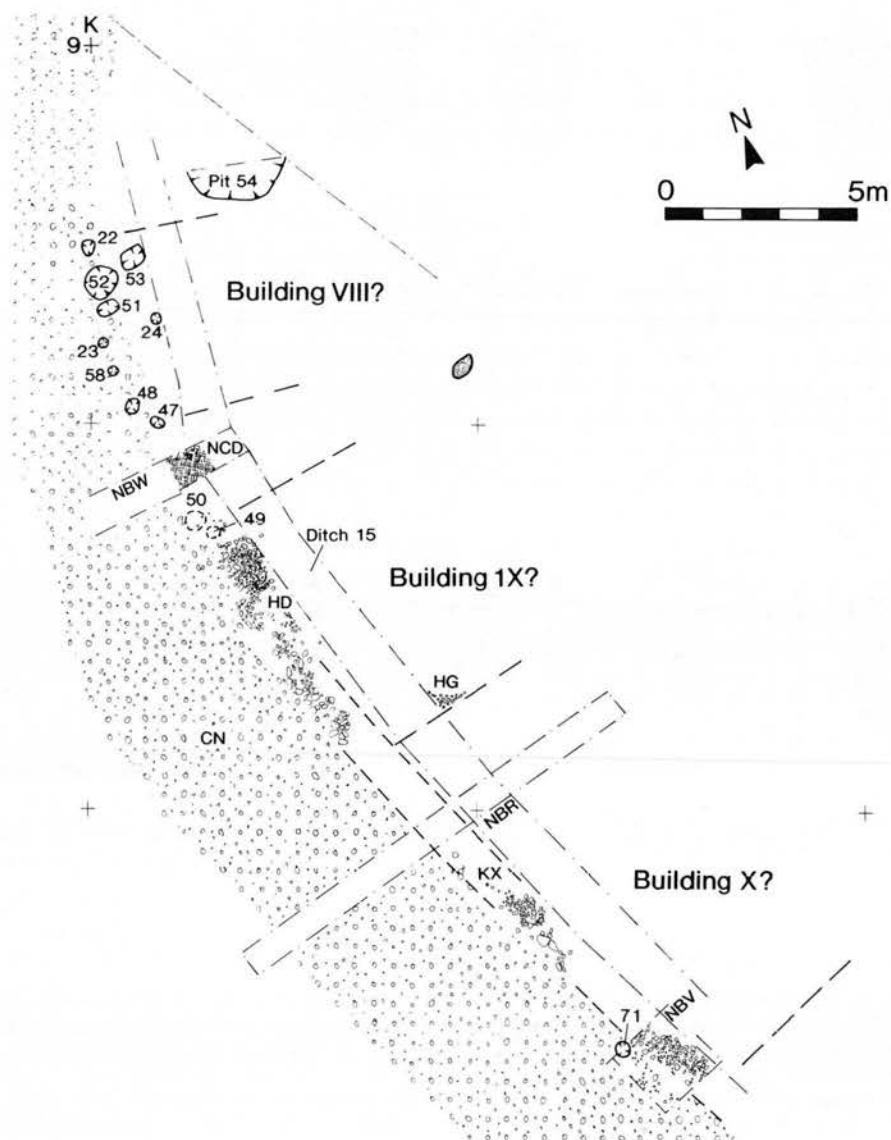 K
9
N
0 5m
Pit 54
22
53
52
51
24
23
58
48
47
Building VIII?
NCD
NBW
50
49
Ditch 15
Building 1X?
HD
HG
CN
NBR
KX
Building X?
NBV
71